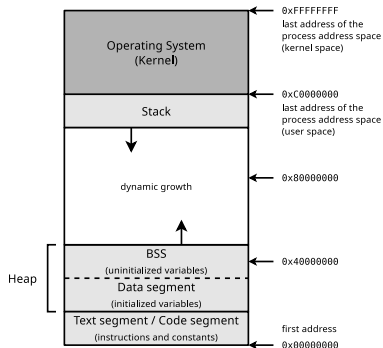 0xFFFFFFFF
last address of the
process address space
(kernel space)
Operating System
(Kernel)
0xC0000000
last address of the
process address space
(user space)
Stack
0x80000000
dynamic growth
BSS
(uninitialized variables)
0x40000000
Heap
Data segment
(initialized variables)
Text segment / Code segment
(instructions and constants)
first address
0x00000000